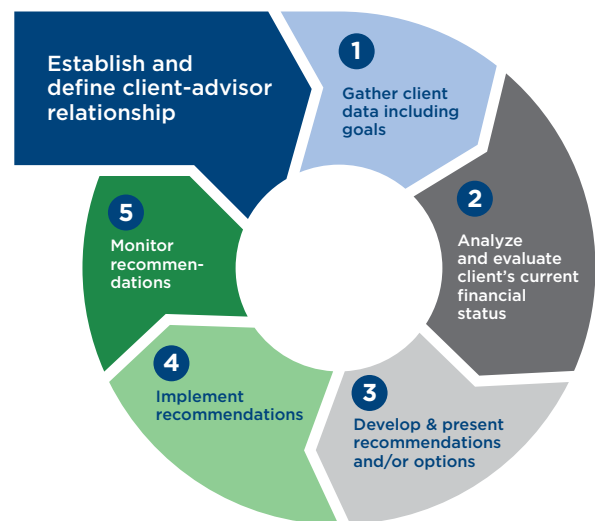 Establish and
define client-advisor
relationship
1
Gather client
data including
goals
2
Analyze
and evaluate
client's current
financial
status
3
Develop & present
recommendations
and/or options
4
Implement
recommendations
5
Monitor
recommen-
dations